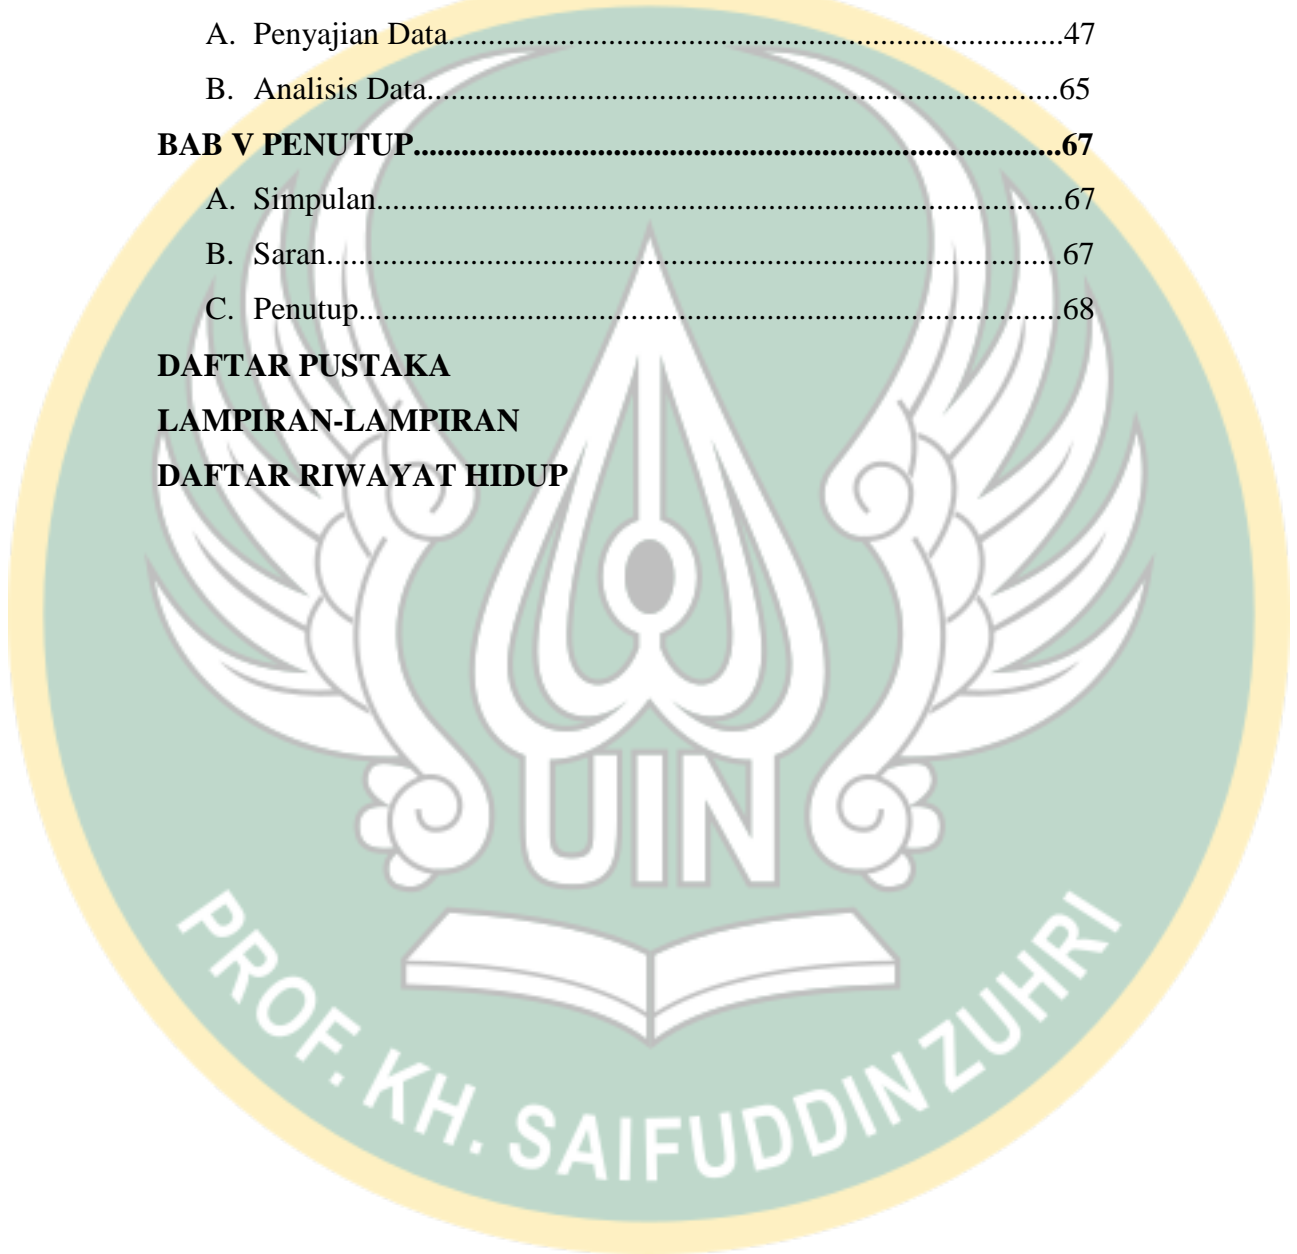 A. Penyajian Data.............................................................................47
B. Analisis Data...............................................................................65
BAB V PENUTUP.................................................................................67
A. Simpulan......................................................................................67
B. Saran............................................................................................67
C. Penutup........................................................................................68
DAFTAR PUSTAKA
LAMPIRAN-LAMPIRAN
DAFTAR RIWAYAT HIDUP
UIN
PROF. KH. SAIFUDDIN ZUHRI